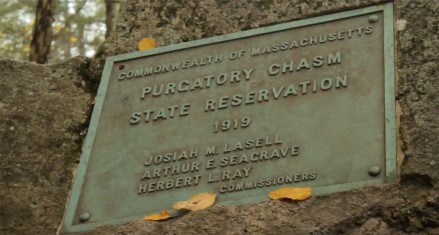 COMMONWEALTH OF MASSACHUSETTS
PURGATORY CHASM
STATE RESERVATION
1919
JOSIAH M. LASELL
ARTHUR E. SEAGRAVE
HERBERT L. RAY
COMMISSIONERS